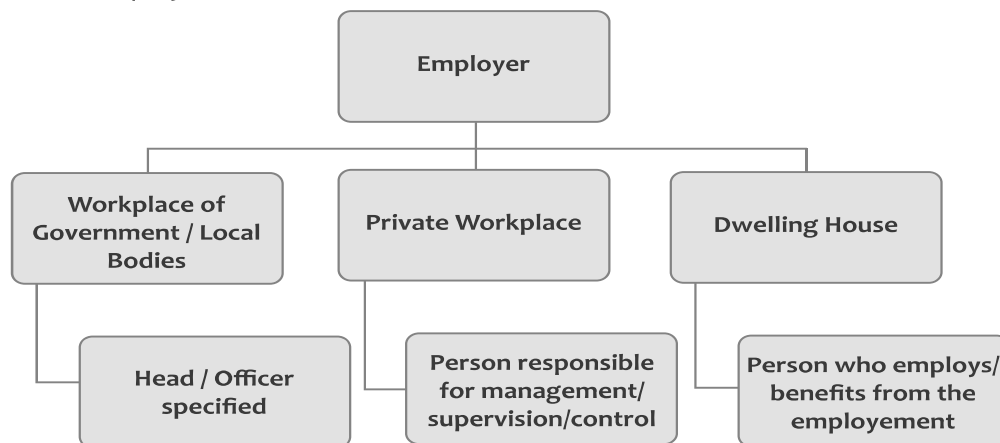 Employer
Workplace of
Government / Local
Bodies
Private Workplace
Dwelling House
Head / Officer
specified
Person responsible
for management/
supervision/control
Person who employs/
benefits from the
employement